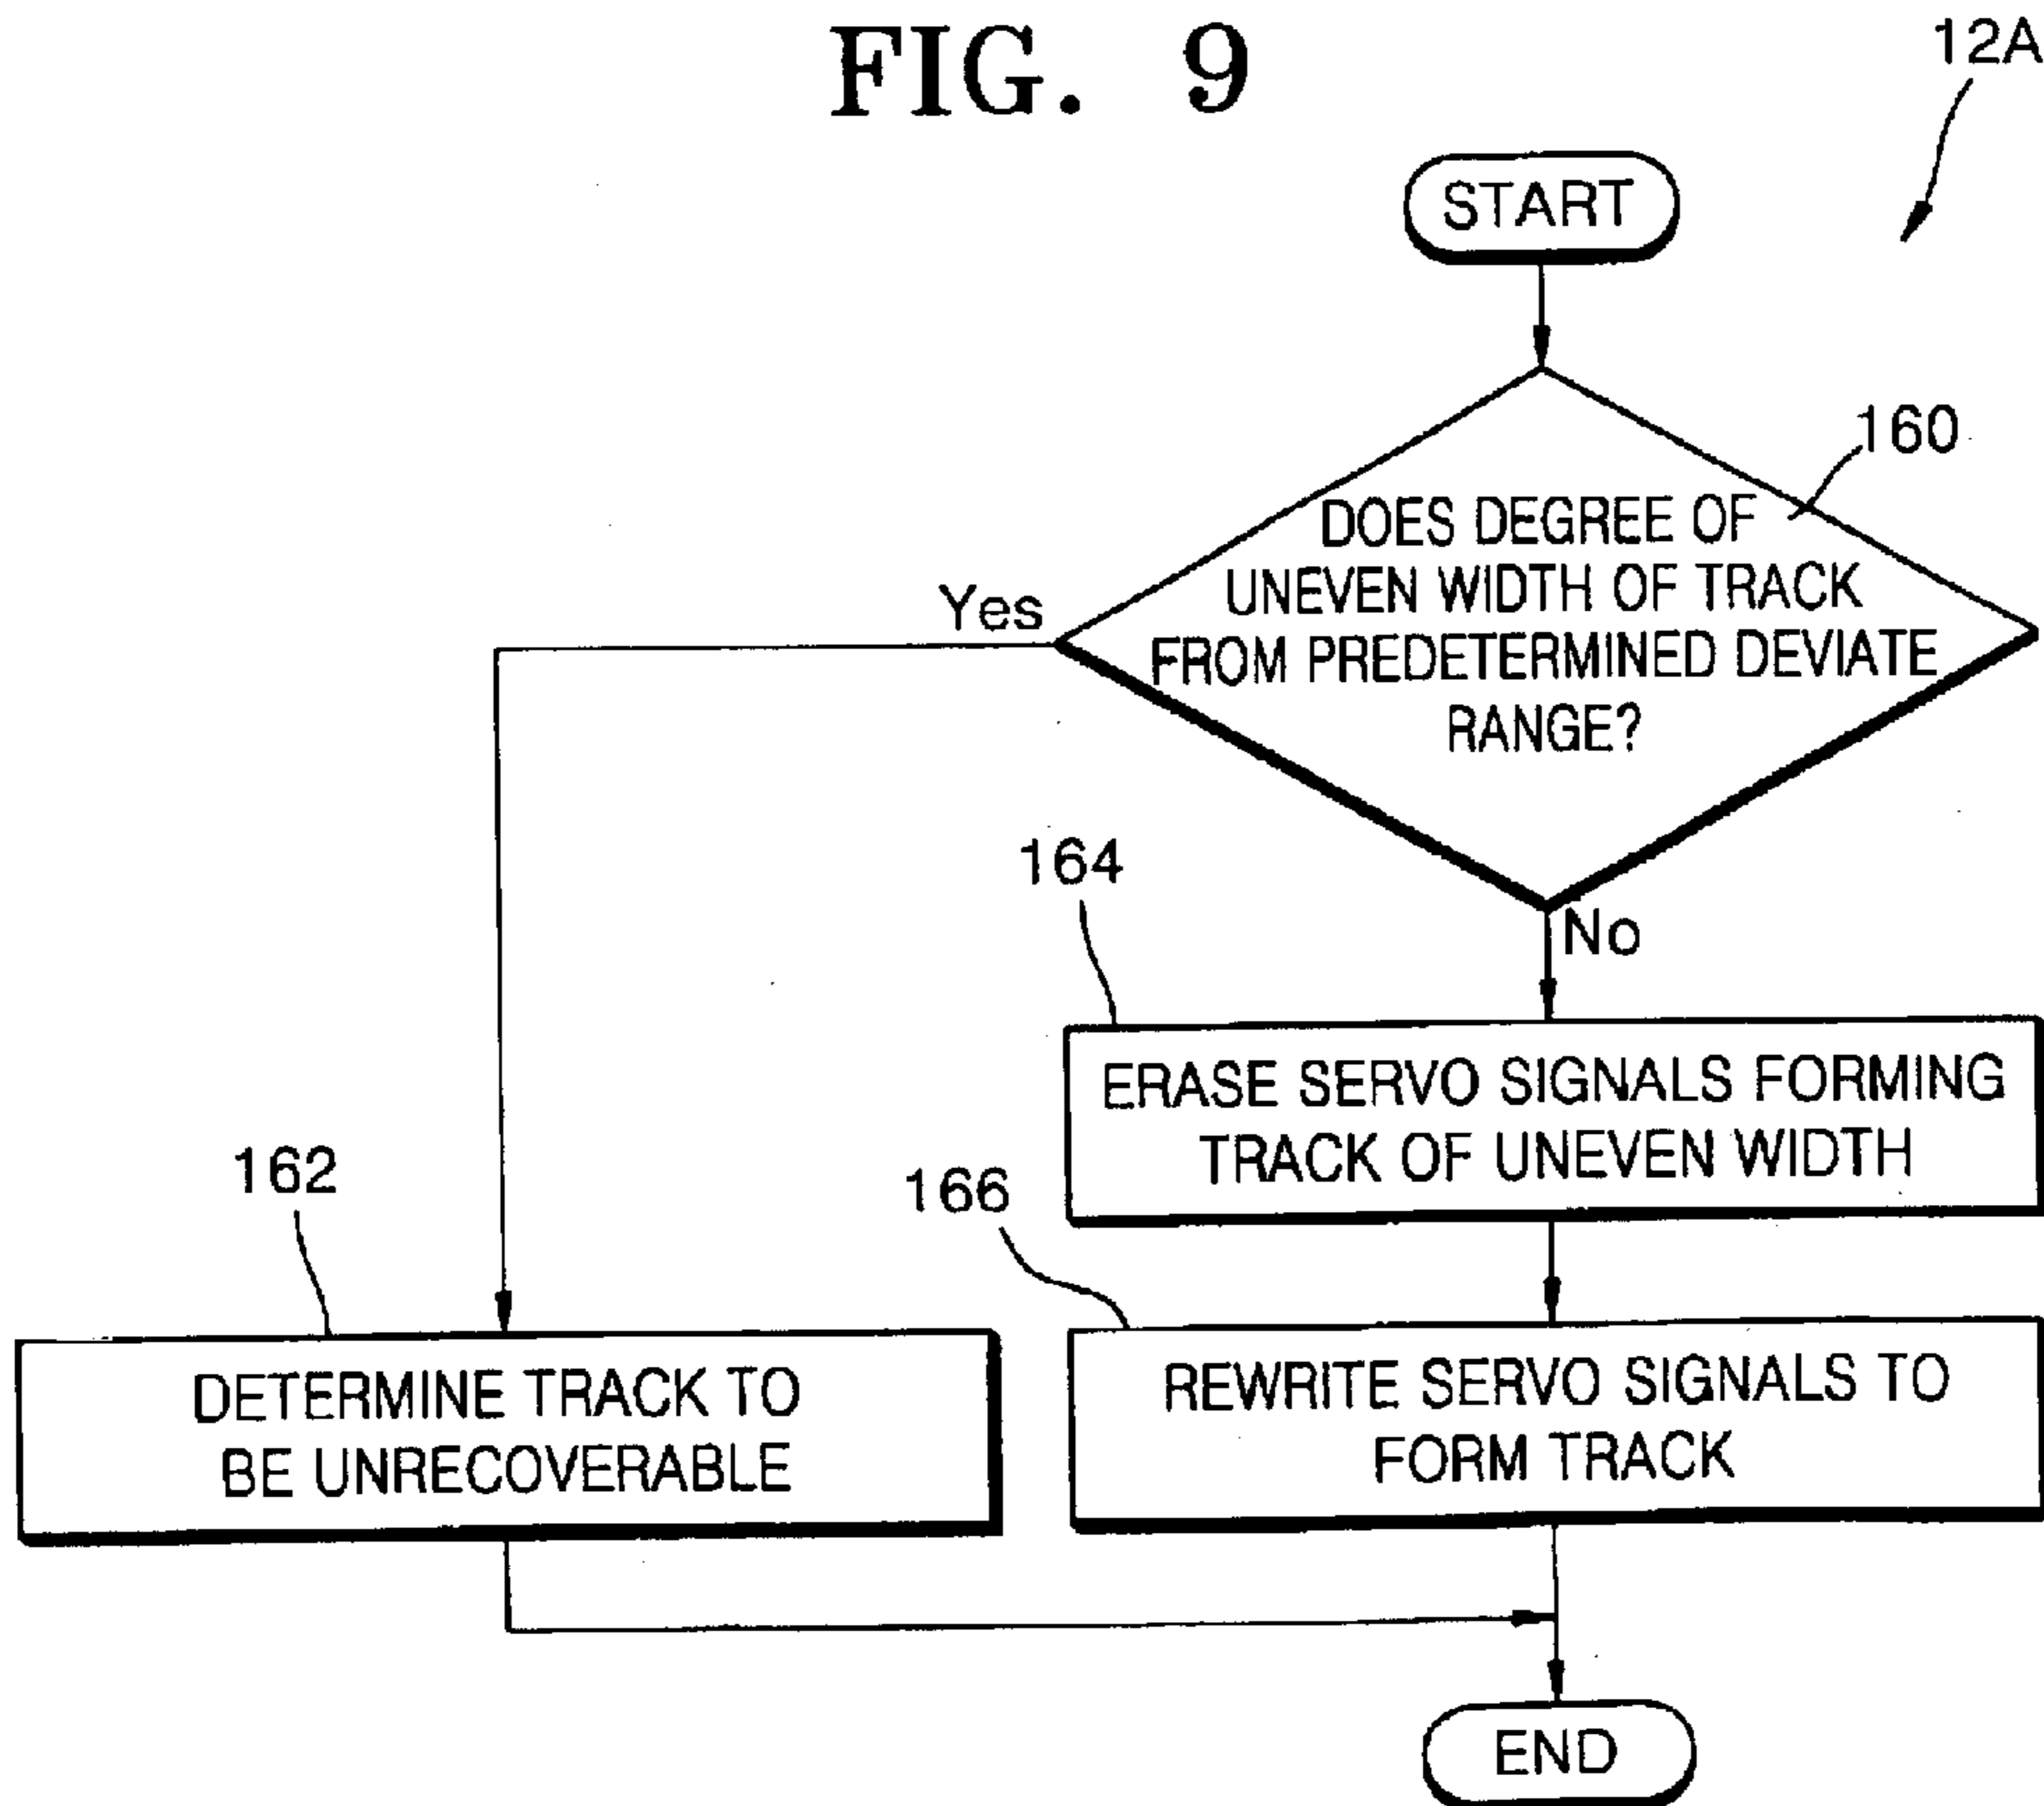 FIG. 9
12A
START
160
DOES DEGREE OF
UNEVEN WIDTH OF TRACK
FROM PREDETERMINED DEVIATE
RANGE?
Yes
No
164
ERASE SERVO SIGNALS FORMING
TRACK OF UNEVEN WIDTH
162
DETERMINE TRACK TO
BE UNRECOVERABLE
166
REWRITE SERVO SIGNALS TO
FORM TRACK
END